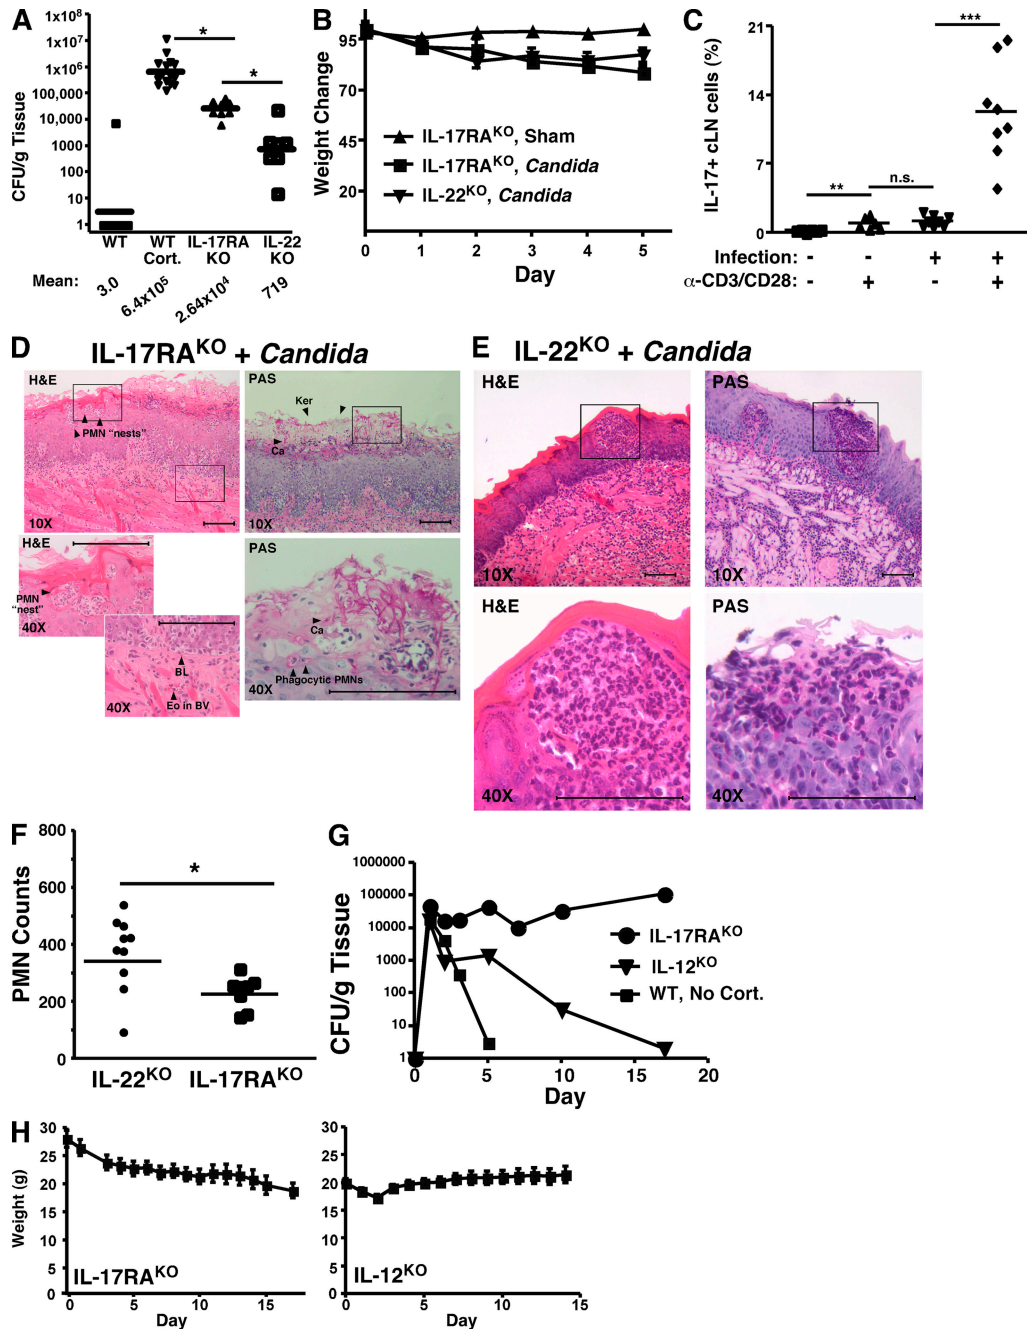 A
CFU/g Tissue
1x10⁸
1x10⁷
1x10⁶
100,000
10,000
1000
100
10
1
*
*
WT
WT Cort.
IL-17RA KO
IL-22 KO
Mean:
3.0
6.4x10⁵
2.64x10⁴
719
B
Weight Change
95
70
45
20
IL-17RAᴷᴼ, Sham
IL-17RAᴷᴼ, Candida
IL-22ᴷᴼ, Candida
0 1 2 3 4 5
Day
C
IL-17+ cLN cells (%)
21
14
7
0
**
n.s.
***
Infection: - - + +
α-CD3/CD28: - + - +
D
IL-17RAᴷᴼ + Candida
H&E
PMN "nests"
10X
PAS
Ker
Ca
10X
H&E
PMN "nest"
40X
BL
Eo in BV
40X
PAS
Ca
Phagocytic PMNs
40X
E
IL-22ᴷᴼ + Candida
H&E
10X
PAS
10X
H&E
40X
PAS
40X
F
PMN Counts
800
600
400
200
0
*
IL-22ᴷᴼ
IL-17RAᴷᴼ
G
CFU/g Tissue
1000000
100000
10000
1000
100
10
1
IL-17RAᴷᴼ
IL-12ᴷᴼ
WT, No Cort.
0 5 10 15 20
Day
H
Weight (g)
30
25
20
15
10
5
0
IL-17RAᴷᴼ
0 5 10 15
Day
30
25
20
15
10
5
0
IL-12ᴷᴼ
0 5 10 15
Day